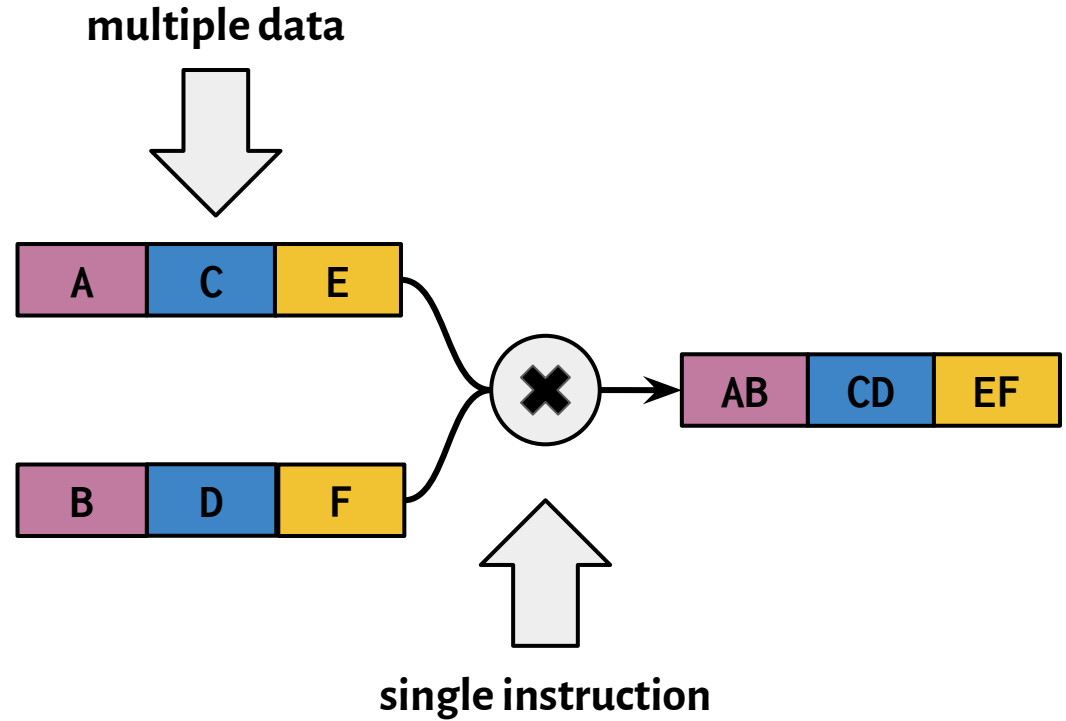 multiple data
A C E
B D F
AB CD EF
single instruction